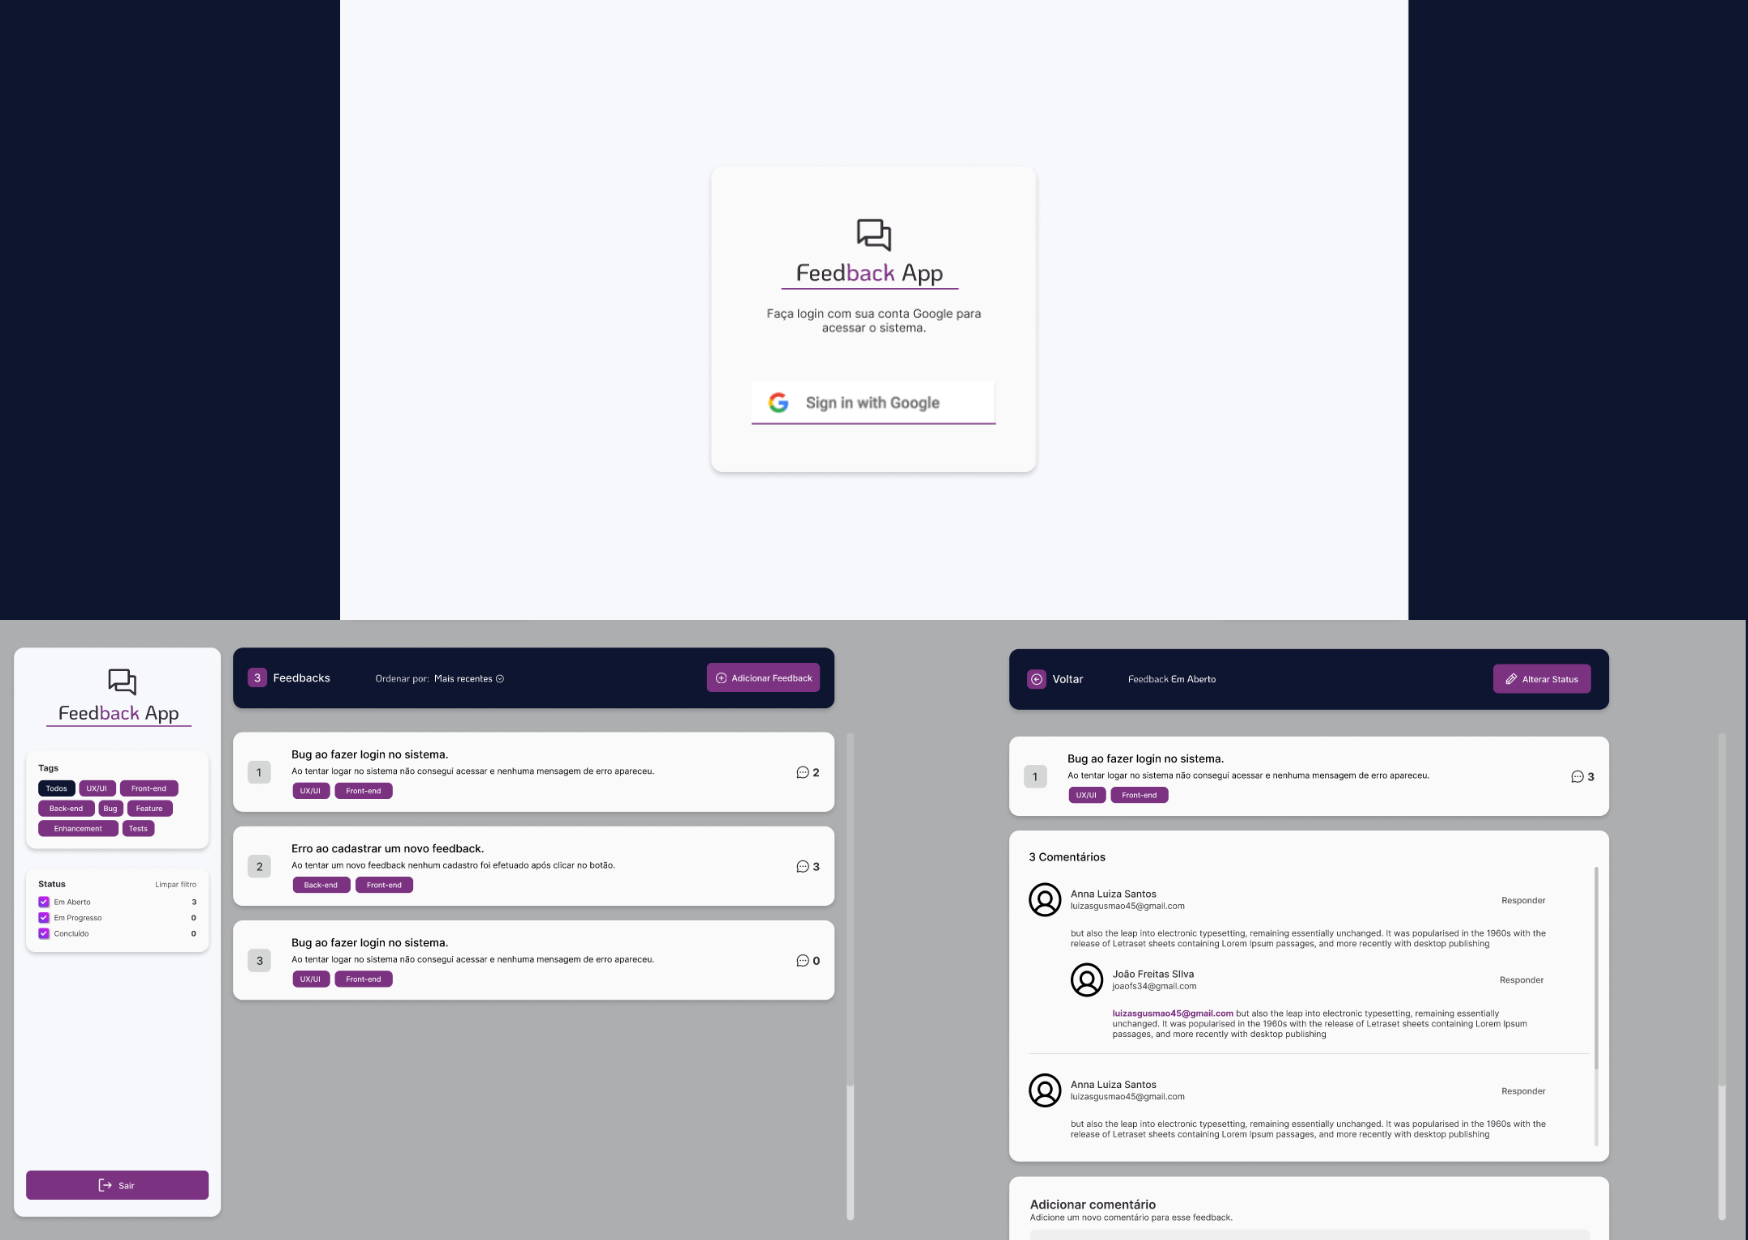 Feedback App
Faça login com sua conta Google para
acessar o sistema.
Sign in with Google
Feedback App
Tags
Todos UX/UI Front-end
Back-end Bug Feature
Enhancement Tests
Status Limpar filtro
Em Aberto 3
Em Progresso 0
Concluído 0
Sair
3 Feedbacks Ordenar por: Mais recentes Adicionar Feedback
1
Bug ao fazer login no sistema.
Ao tentar logar no sistema não consegui acessar e nenhuma mensagem de erro apareceu.
UX/UI Front-end
2
2
Erro ao cadastrar um novo feedback.
Ao tentar um novo feedback nenhum cadastro foi efetuado após clicar no botão.
Back-end Front-end
3
3
Bug ao fazer login no sistema.
Ao tentar logar no sistema não consegui acessar e nenhuma mensagem de erro apareceu.
UX/UI Front-end
0
Voltar Feedback Em Aberto Alterar Status
1
Bug ao fazer login no sistema.
Ao tentar logar no sistema não consegui acessar e nenhuma mensagem de erro apareceu.
UX/UI Front-end
3
3 Comentários
Anna Luiza Santos
luizasgusmao45@gmail.com
Responder
but also the leap into electronic typesetting, remaining essentially unchanged. It was popularised in the 1960s with the
release of Letraset sheets containing Lorem Ipsum passages, and more recently with desktop publishing
João Freitas SIlva
joaofs34@gmail.com
Responder
luizasgusmao45@gmail.com but also the leap into electronic typesetting, remaining essentially
unchanged. It was popularised in the 1960s with the release of Letraset sheets containing Lorem Ipsum
passages, and more recently with desktop publishing
Anna Luiza Santos
luizasgusmao45@gmail.com
Responder
but also the leap into electronic typesetting, remaining essentially unchanged. It was popularised in the 1960s with the
release of Letraset sheets containing Lorem Ipsum passages, and more recently with desktop publishing
Adicionar comentário
Adicione um novo comentário para esse feedback.